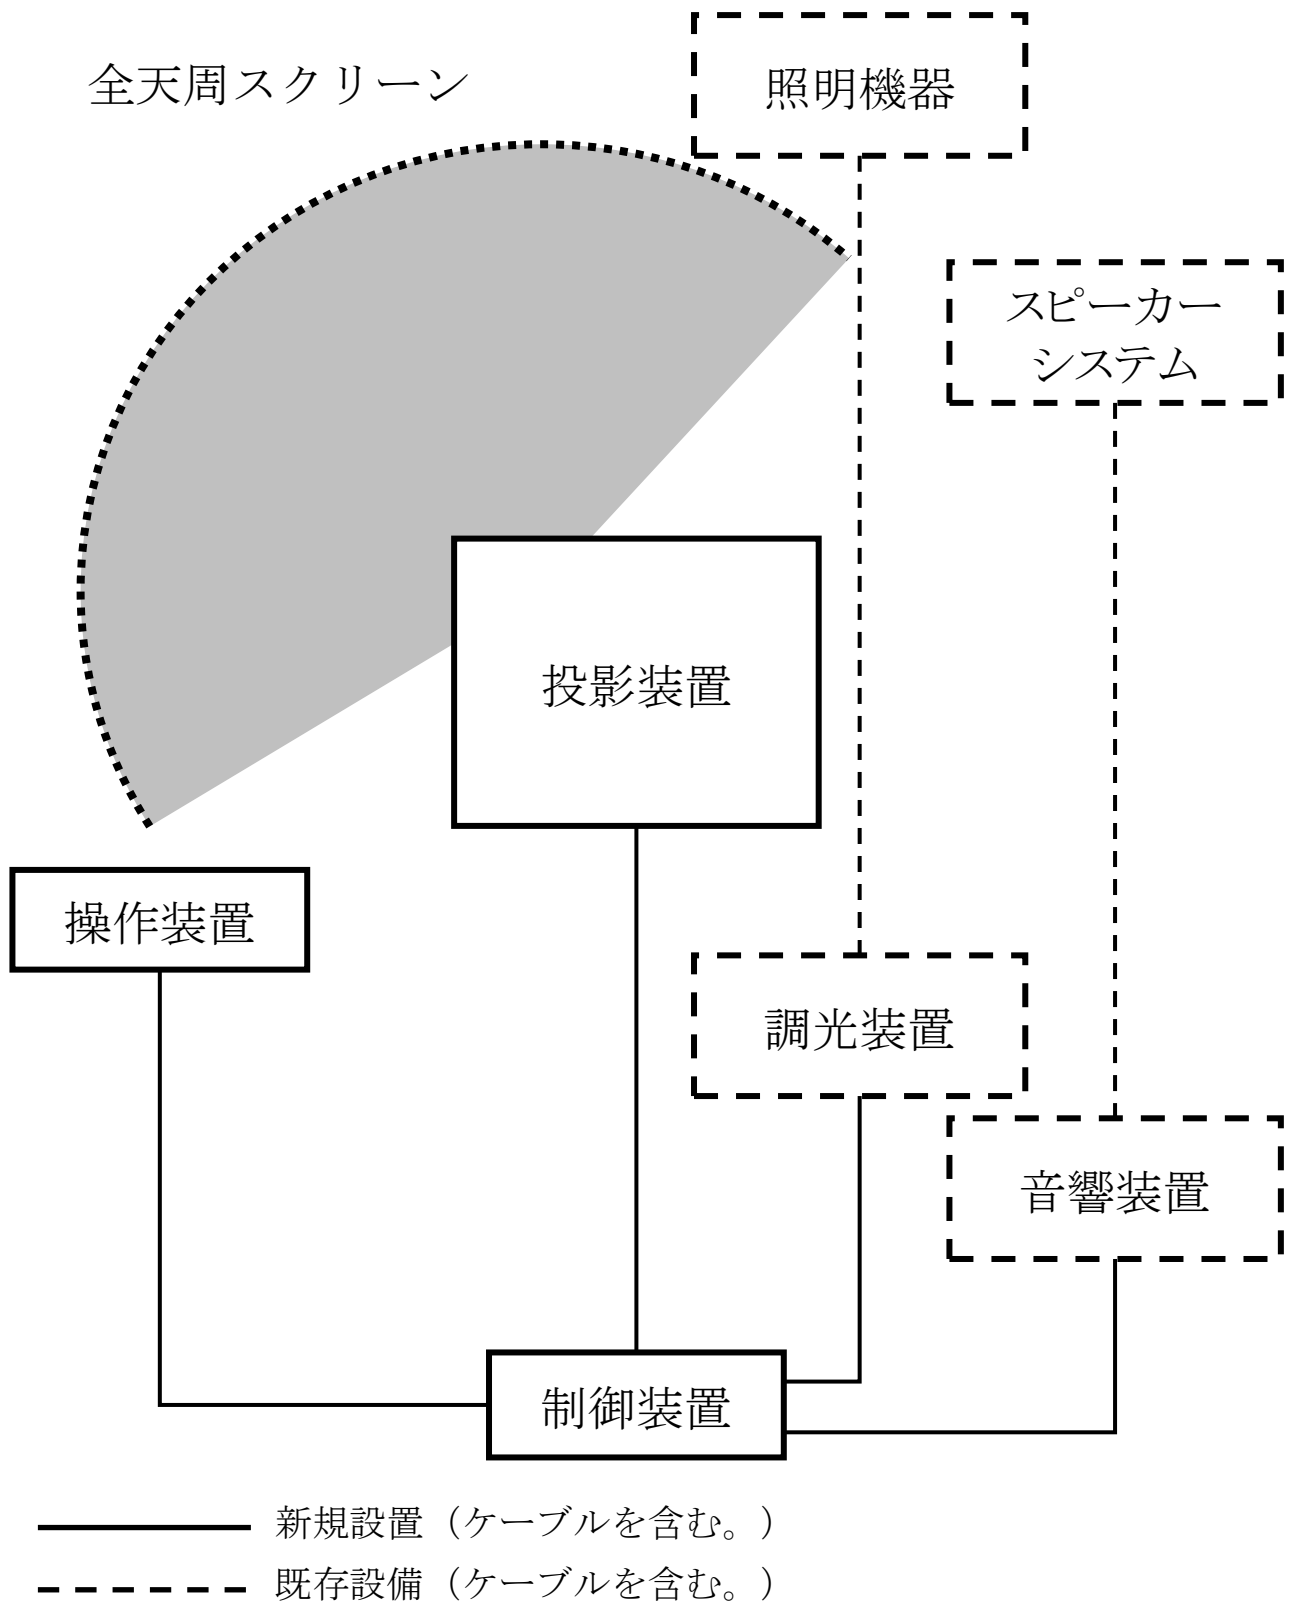 照明機器
全天周スクリーン
スピーカー
システム
投影装置
操作装置
調光装置
音響装置
制御装置
新規設置（ケーブルを含む。）
既存設備（ケーブルを含む。）